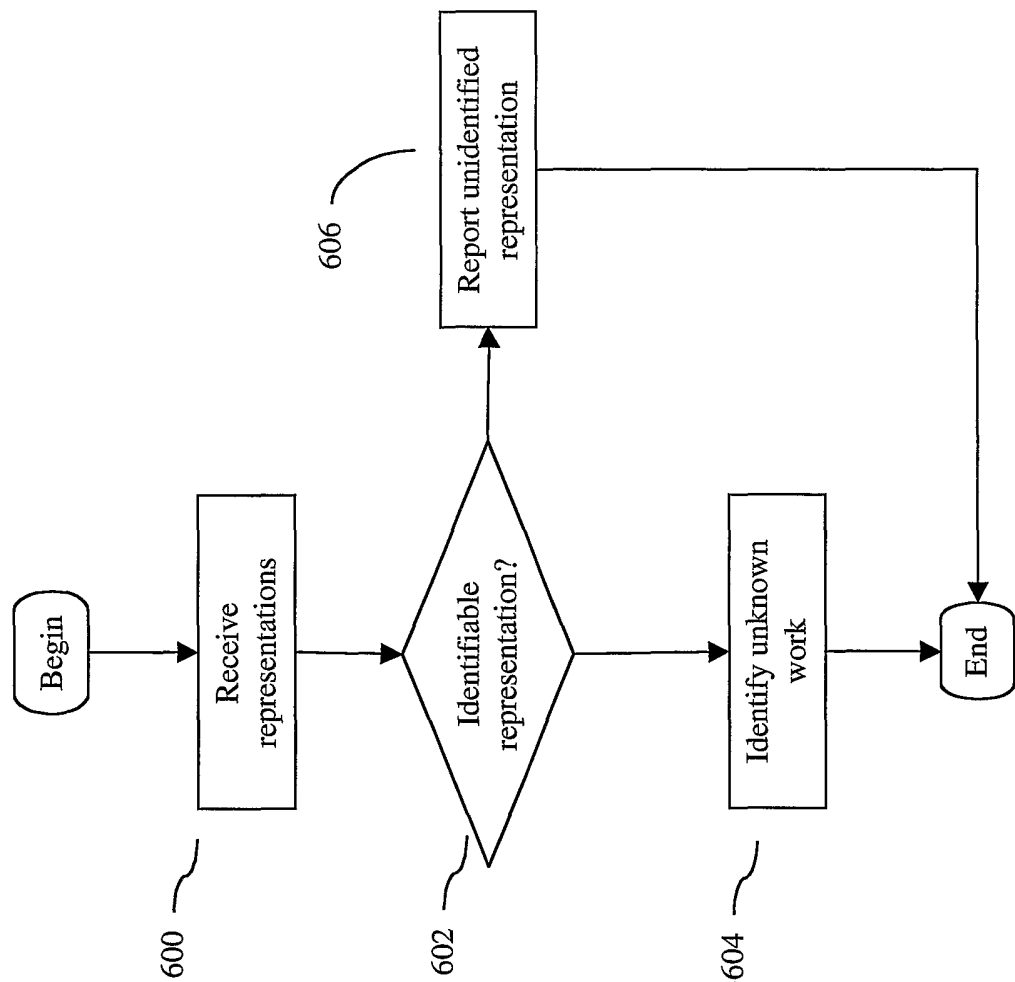 Begin
600
Receive
representations
602
Identifiable
representation?
606
Report unidentified
representation
604
Identify unknown
work
End